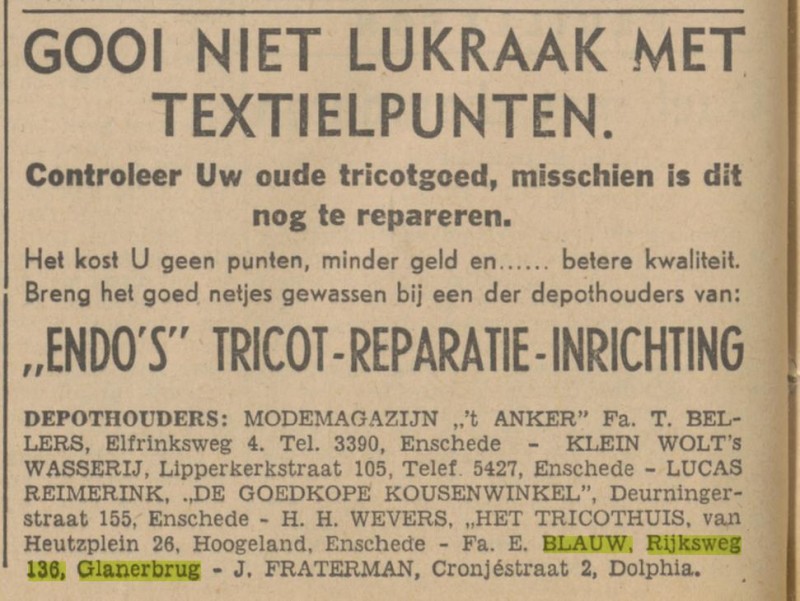 GOOI NIET LUKRAAK MET
TEXTIELPUNTEN.
Controleer Uw oude tricotgoed, misschien is dit
nog te repareren.
Het kost U geen punten, minder geld en...... betere kwaliteit.
Breng het goed netjes gewassen bij een der depothouders van:
„ENDO'S” TRICOT-REPARATIE-INRICHTING
DEPOTHOUDERS: MODEMAGAZIJN „'t ANKER” Fa. T. BEL-
LERS, Elfrinksweg 4. Tel. 3390, Enschede – KLEIN WOLT's
WASSERIJ, Lipperkerkstraat 105, Telef. 5427, Enschede – LUCAS
REIMERINK, „DE GOEDKOPE KOUSENWINKEL”, Deurninger-
straat 155, Enschede - H. H. WEVERS, „HET TRICOTHUIS, van
Heutzplein 26, Hoogeland, Enschede – Fa. E. BLAUW, Rijksweg
136, Glanerbrug - J. FRATERMAN, Cronjéstraat 2, Dolphia.